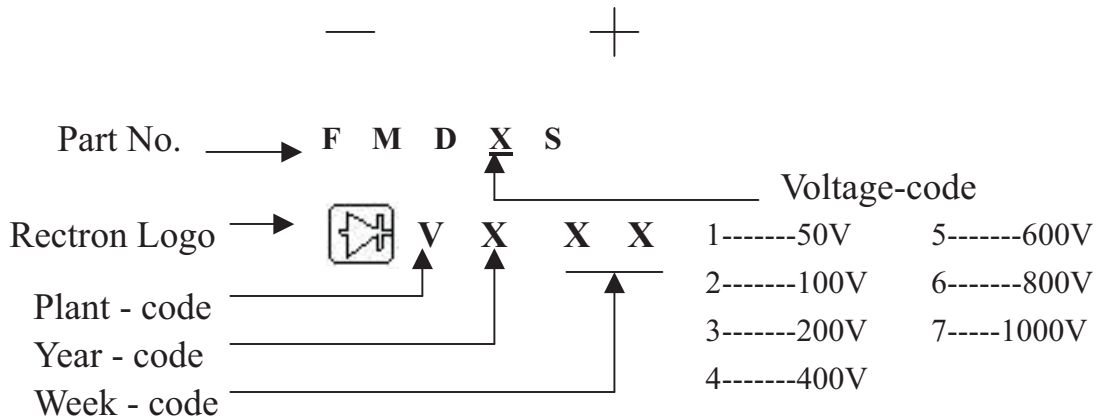 — +
Part No. F M D X S
Voltage-code
Rectron Logo V X X X
1-------50V 5-------600V
Plant - code
2-------100V 6-------800V
Year - code
3-------200V 7-----1000V
4-------400V
Week - code